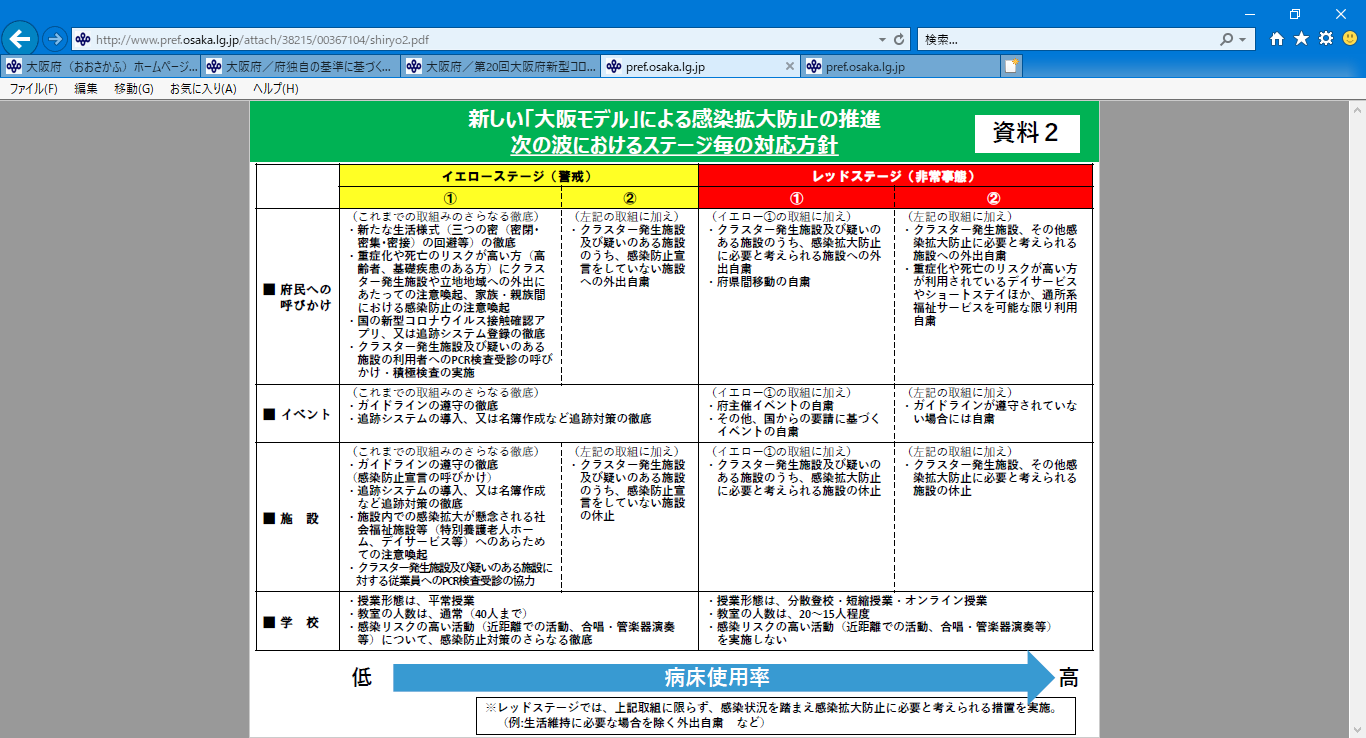 http://www.pref.osaka.lg.jp/attach/38215/00367104/shiryo2.pdf
検索...
大阪府（おおさかふ）ホームページ...
大阪府／府独自の基準に基づく...
大阪府／第20回大阪府新型コロ...
pref.osaka.lg.jp
pref.osaka.lg.jp
ファイル(F)
編集
移動(G)
お気に入り(A)
ヘルプ(H)
新しい「大阪モデル」による感染拡大防止の推進
次の波におけるステージ毎の対応方針
資料２
イエローステージ（警戒）
レッドステージ（非常事態）
①
②
①
②
■ 府民への
呼びかけ
（これまでの取組みのさらなる徹底）
・新たな生活様式（三つの密（密閉・
密集・密接）の回避等）の徹底
・重症化や死亡のリスクが高い方（高
齢者、基礎疾患のある方）にクラス
ター発生施設や立地地域への外出に
あたっての注意喚起、家族・親族間
における感染防止の注意喚起
・国の新型コロナウイルス接触確認ア
プリ、又は追跡システム登録の徹底
・クラスター発生施設及び疑いのある
施設の利用者へのPCR検査受診の呼び
かけ・積極検査の実施
（左記の取組に加え）
・クラスター発生施設
及び疑いのある施設
のうち、感染防止宣
言をしていない施設
への外出自粛
（イエロー①の取組に加え）
・クラスター発生施設及び疑いの
ある施設のうち、感染拡大防止
に必要と考えられる施設への外
出自粛
・府県間移動の自粛
（左記の取組に加え）
・クラスター発生施設、その他感
染拡大防止に必要と考えられる
施設への外出自粛
・重症化や死亡のリスクが高い方
が利用されているデイサービス
やショートステイほか、通所系
福祉サービスを可能な限り利用
自粛
■ イベント
（これまでの取組みのさらなる徹底）
・ガイドラインの遵守の徹底
・追跡システムの導入、又は名簿作成など追跡対策の徹底
（イエロー①の取組に加え）
・府主催イベントの自粛
・その他、国からの要請に基づく
イベントの自粛
（左記の取組に加え）
・ガイドラインが遵守されていな
い場合には自粛
■ 施　設
（これまでの取組みのさらなる徹底）
・ガイドラインの遵守の徹底
（感染防止宣言の呼びかけ）
・追跡システムの導入、又は名簿作成
など追跡対策の徹底
・施設内での感染拡大が懸念される社
会福祉施設等（特別養護老人ホー
ム、デイサービス等）へのあらため
ての注意喚起
・クラスター発生施設及び疑いのある施設に
対する従業員へのPCR検査受診の協力
（左記の取組に加え）
・クラスター発生施設
及び疑いのある施設
のうち、感染防止宣
言をしていない施設
の休止
（イエロー①の取組に加え）
・クラスター発生施設及び疑いの
ある施設のうち、感染拡大防止
に必要と考えられる施設の休止
（左記の取組に加え）
・クラスター発生施設、その他感
染拡大防止に必要と考えられる
施設の休止
■ 学　校
・授業形態は、平常授業
・教室の人数は、通常（40人まで）
・感染リスクの高い活動（近距離での活動、合唱・管楽器演奏
等）について、感染防止対策のさらなる徹底
・授業形態は、分散登校・短縮授業・オンライン授業
・教室の人数は、20～15人程度
・感染リスクの高い活動（近距離での活動、合唱・管楽器演奏等）
を実施しない
低
病床使用率
高
※レッドステージでは、上記取組に限らず、感染状況を踏まえ感染拡大防止に必要と考えられる措置を実施。
（例:生活維持に必要な場合を除く外出自粛　など）